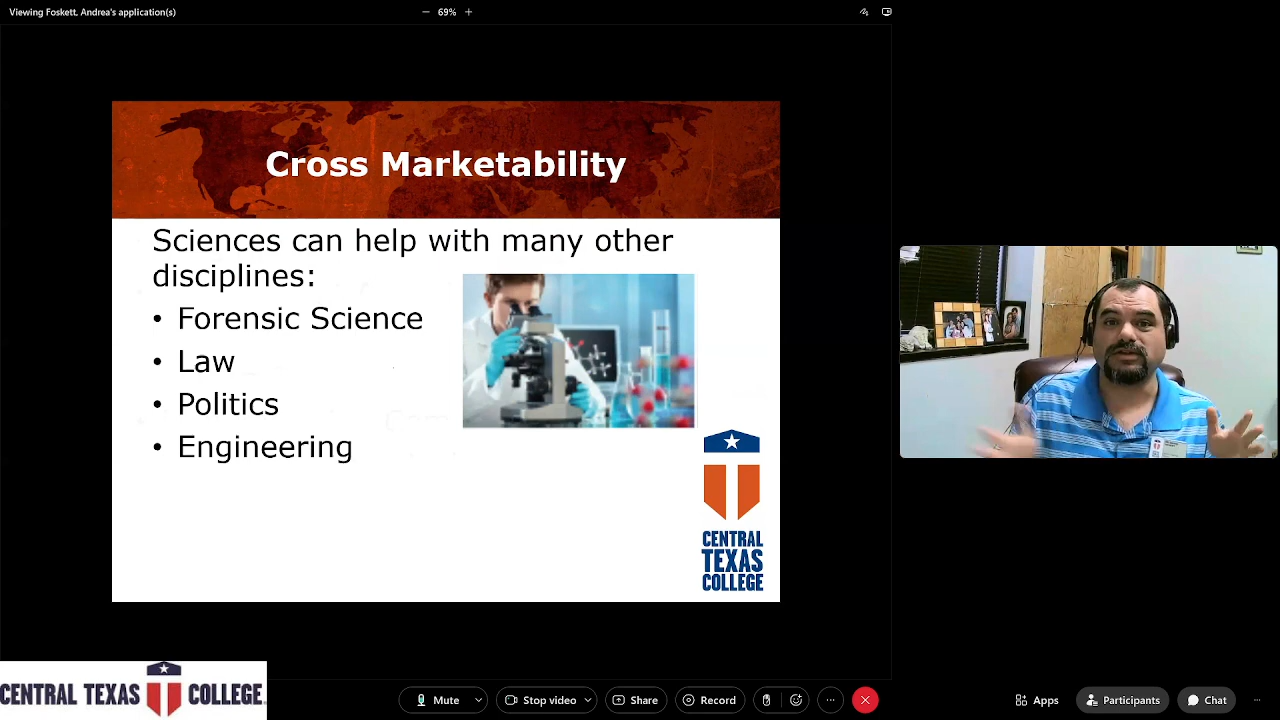 Viewing Foskett, Andrea's application(s)
69%
Cross Marketability
Sciences can help with many other
disciplines:
• Forensic Science
• Law
• Politics
• Engineering
CENTRAL
TEXAS
COLLEGE
CENTRAL TEXAS COLLEGE
Mute
Stop video
Share
Record
Apps
Participants
Chat